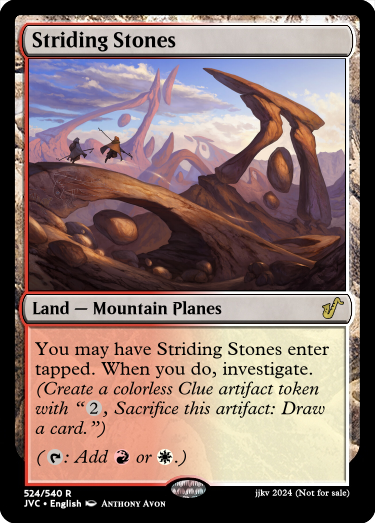 Striding Stones
Land — Mountain Planes
You may have Striding Stones enter
tapped. When you do, investigate.
(Create a colorless Clue artifact token
with “2, Sacrifice this artifact: Draw
a card.”)
( : Add or .)
524/540 R
JVC • English Anthony Avon
jjkv 2024 (Not for sale)